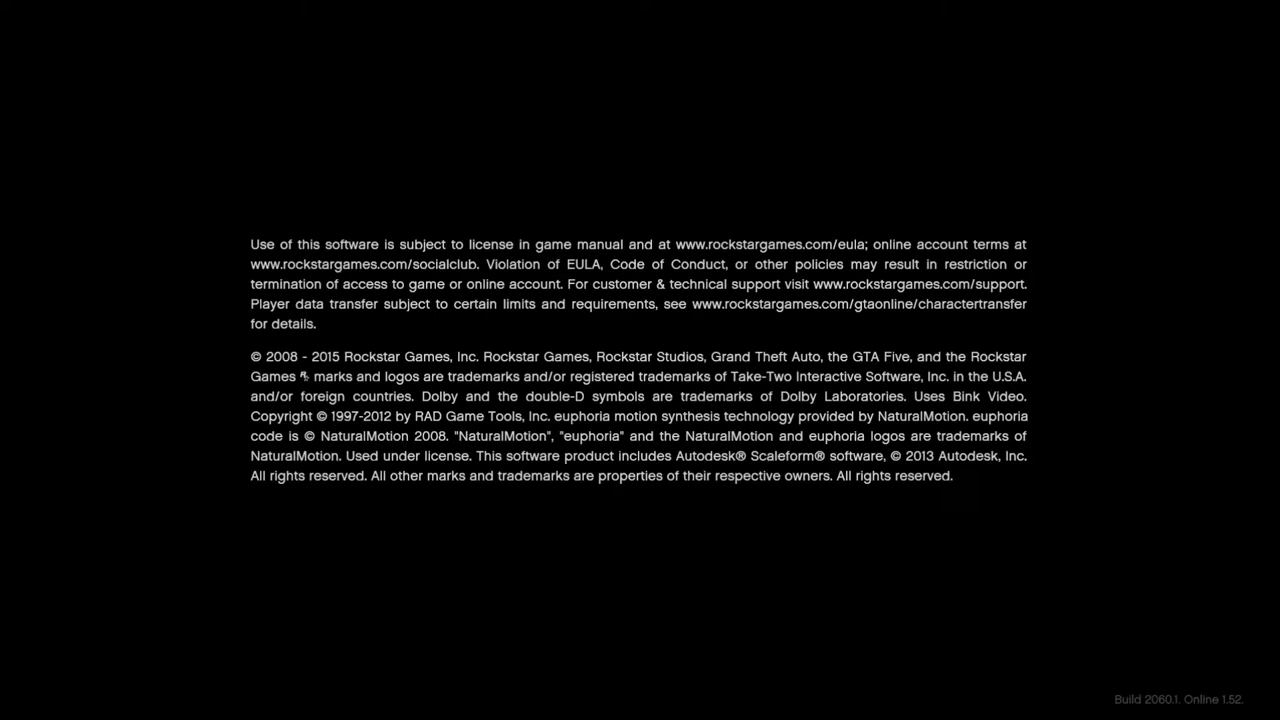 Use of this software is subject to license in game manual and at www.rockstargames.com/eula; online account terms at
www.rockstargames.com/socialclub. Violation of EULA, Code of Conduct, or other policies may result in restriction or
termination of access to game or online account. For customer & technical support visit www.rockstargames.com/support.
Player data transfer subject to certain limits and requirements, see www.rockstargames.com/gtaonline/charactertransfer
for details.
© 2008 - 2015 Rockstar Games, Inc. Rockstar Games, Rockstar Studios, Grand Theft Auto, the GTA Five, and the Rockstar
Games R* marks and logos are trademarks and/or registered trademarks of Take-Two Interactive Software, Inc. in the U.S.A.
and/or foreign countries. Dolby and the double-D symbols are trademarks of Dolby Laboratories. Uses Bink Video.
Copyright © 1997-2012 by RAD Game Tools, Inc. euphoria motion synthesis technology provided by NaturalMotion. euphoria
code is © NaturalMotion 2008. "NaturalMotion", "euphoria" and the NaturalMotion and euphoria logos are trademarks of
NaturalMotion. Used under license. This software product includes Autodesk® Scaleform® software, © 2013 Autodesk, Inc.
All rights reserved. All other marks and trademarks are properties of their respective owners. All rights reserved.
Build 2060.1. Online 1.52.